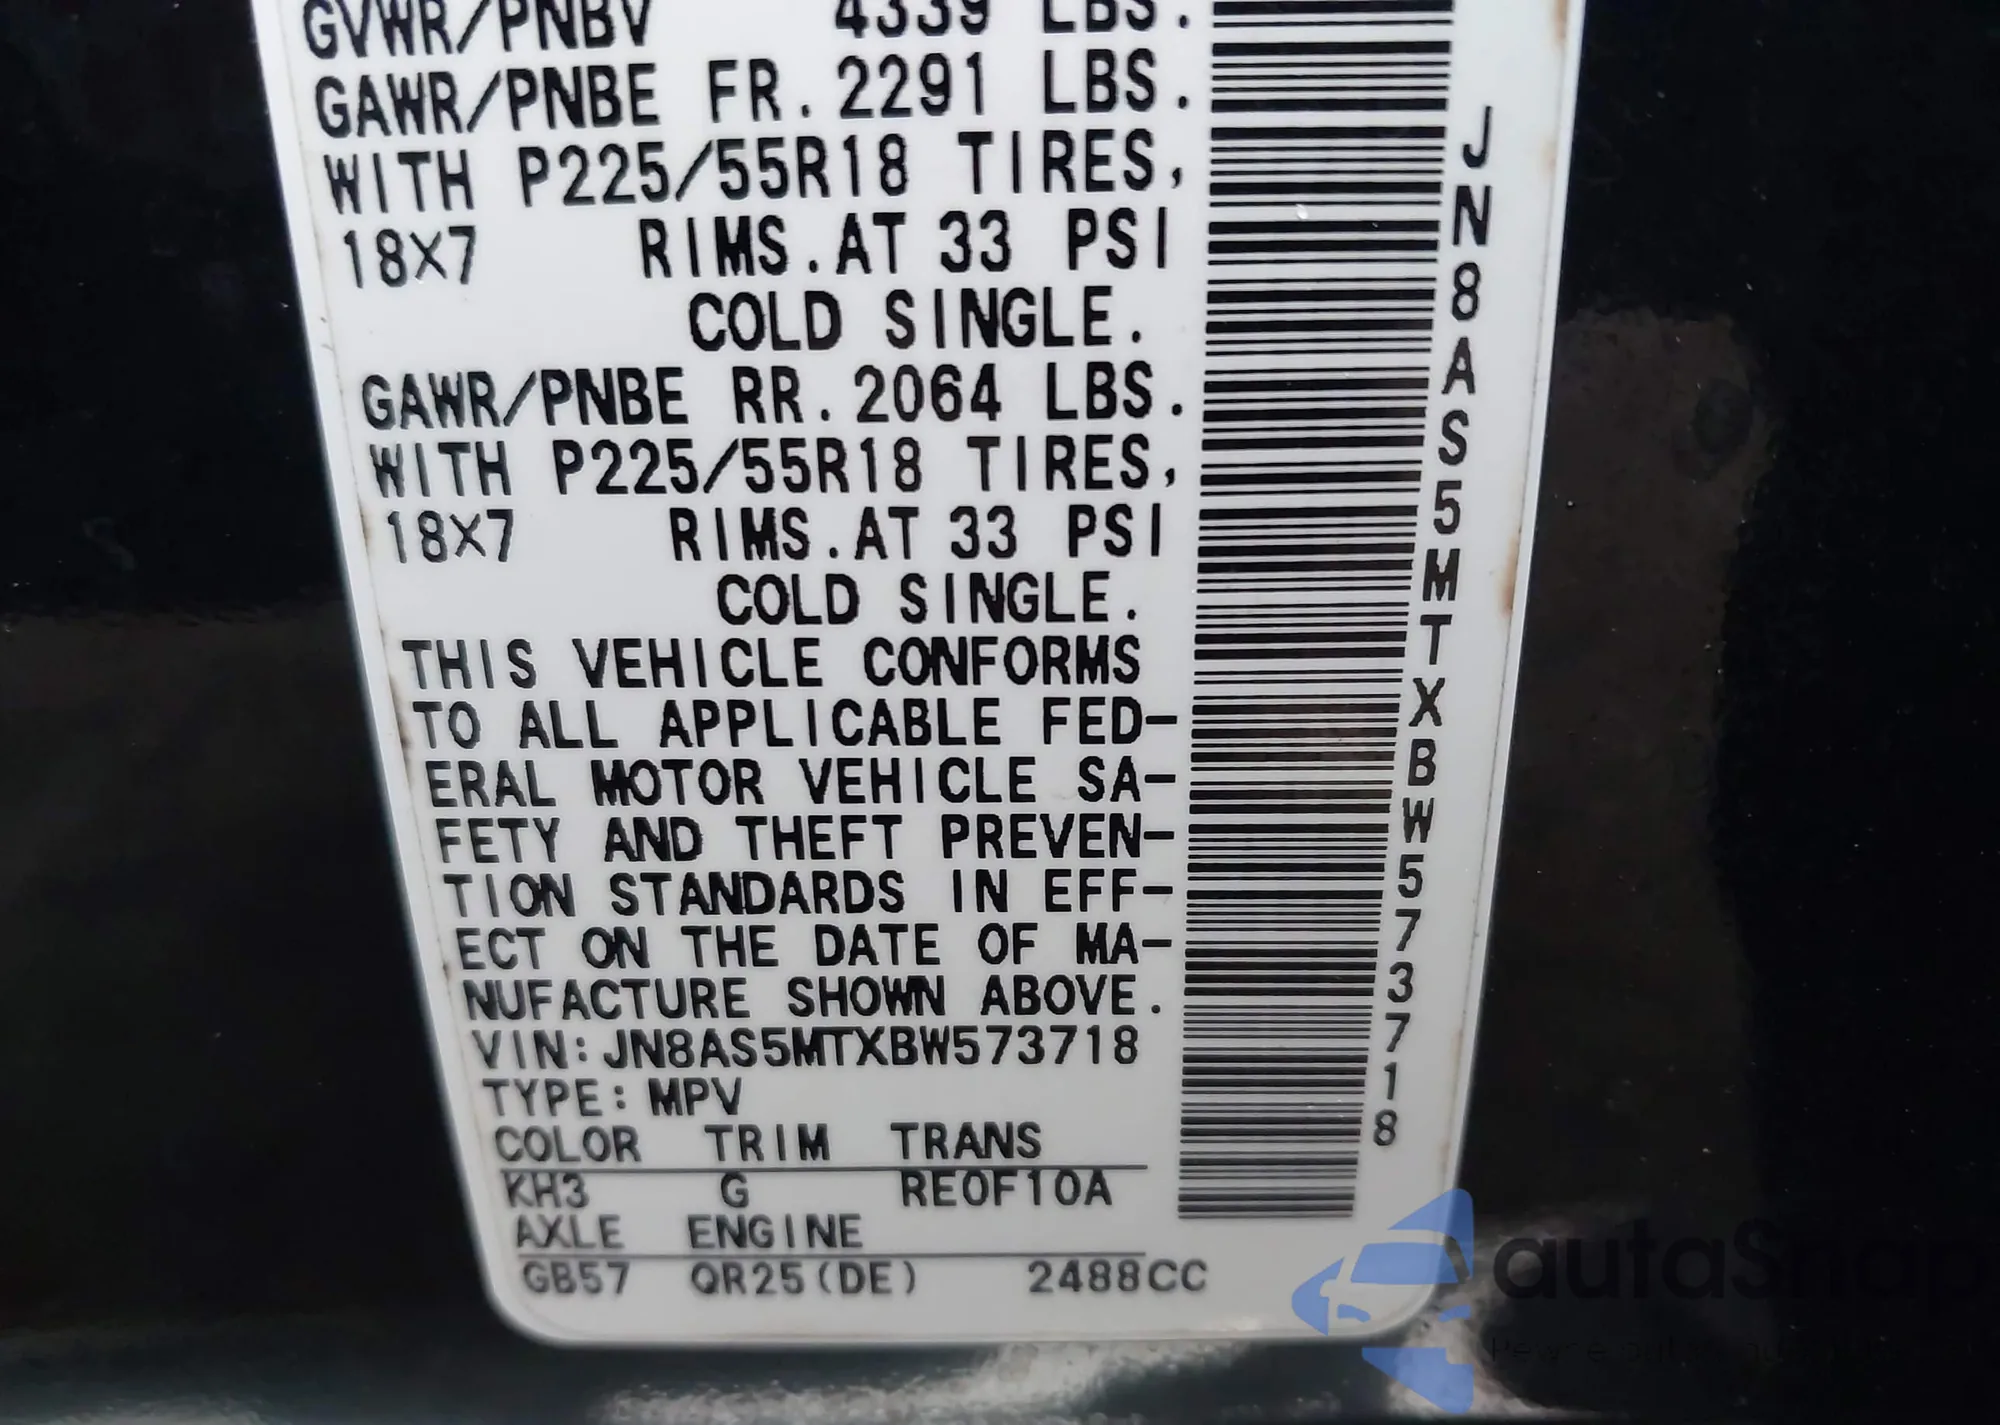 GVWR/PNBV 4339 LBS.
GAWR/PNBE FR. 2291 LBS.
WITH P225/55R18 TIRES,
18X7 RIMS. AT 33 PSI
COLD SINGLE.
GAWR/PNBE RR. 2064 LBS.
WITH P225/55R18 TIRES,
18X7 RIMS. AT 33 PSI
COLD SINGLE.
THIS VEHICLE CONFORMS
TO ALL APPLICABLE FED-
ERAL MOTOR VEHICLE SA-
FETY AND THEFT PREVEN-
TION STANDARDS IN EFF-
ECT ON THE DATE OF MA-
NUFACTURE SHOWN ABOVE.
VIN: JN8AS5MTXBW573718
TYPE: MPV
COLOR TRIM TRANS
KH3 G RE0F10A
AXLE ENGINE
GB57 QR25(DE) 2488CC
JN8AS5MTXBW573718
autaShop